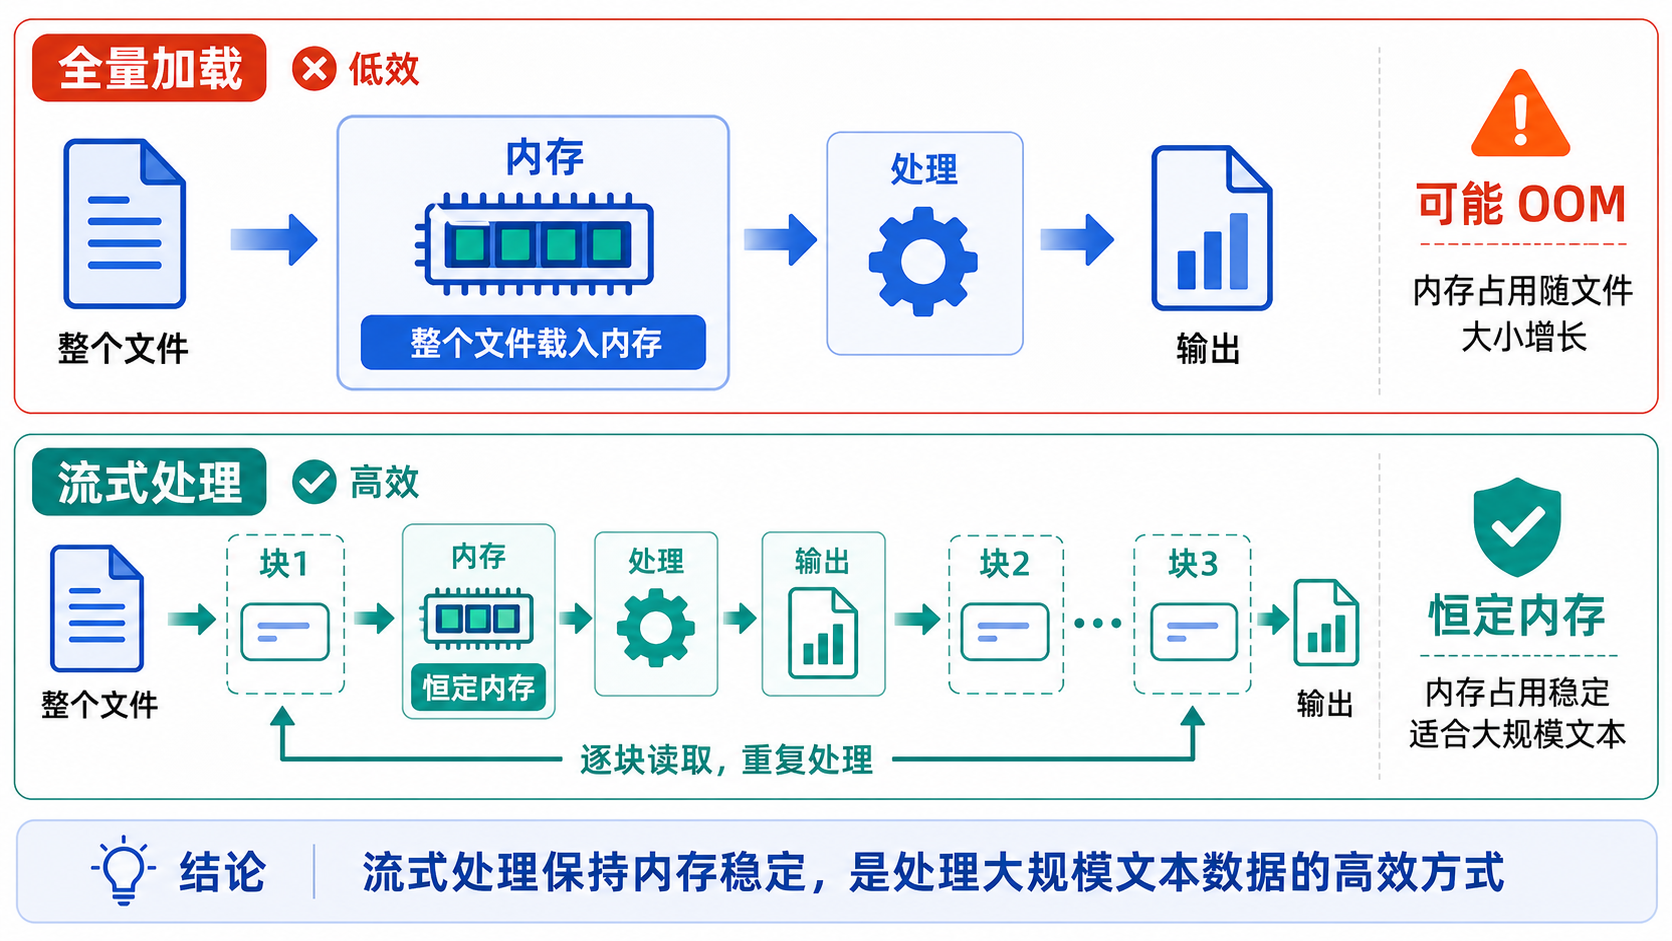 全量加载
低效
整个文件
内存
整个文件载入内存
处理
输出
可能 OOM
内存占用随文件
大小增长
流式处理
高效
整个文件
块1
内存
恒定内存
处理
输出
块2
块3
输出
逐块读取，重复处理
恒定内存
内存占用稳定
适合大规模文本
结论
流式处理保持内存稳定，是处理大规模文本数据的高效方式